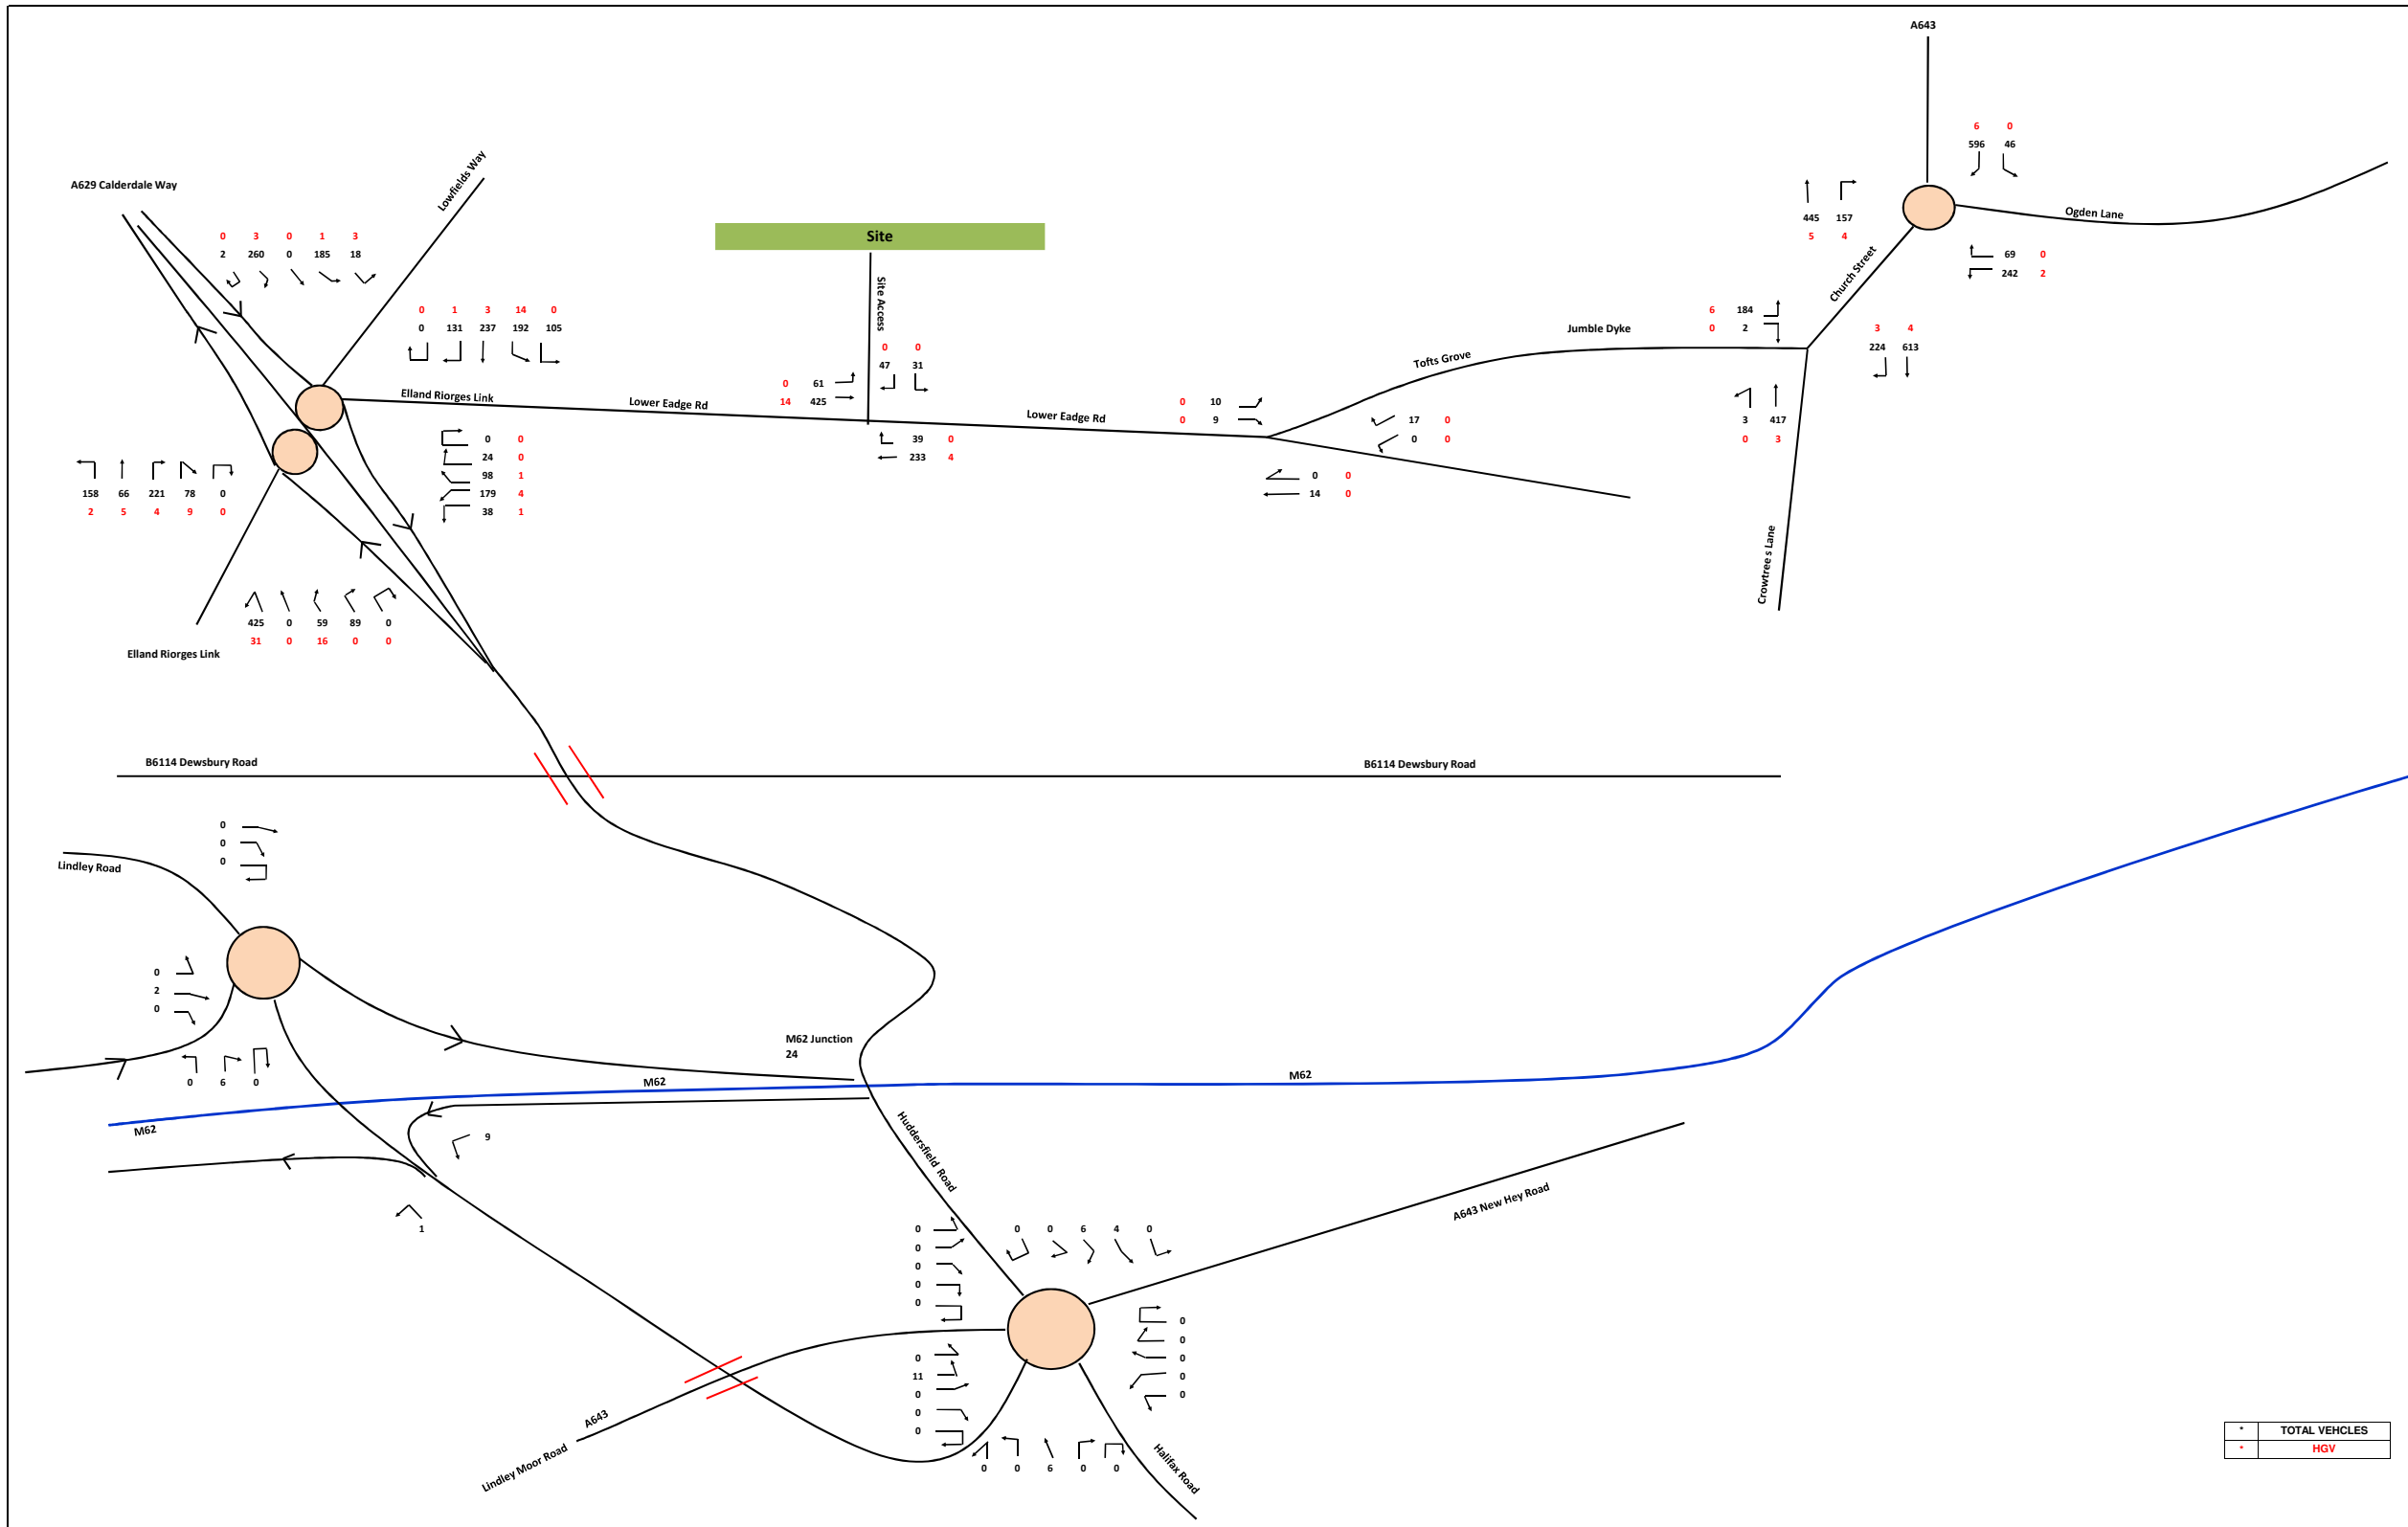 A643
6 0
596 46
A629 Calderdale Way
Lowfields Way
445 157
5 4
Ogden Lane
0 3 0 1 3
2 260 0 185 18
Site
69 0
242 2
Church Street
Site Access
0 1 3 14 0
0 131 237 192 105
6 184
0 2
Jumble Dyke
3 4
224 613
0 0
47 31
Tofts Grove
0 61
14 425
Elland Riorges Link
Lower Eadge Rd
Lower Eadge Rd
0 10
0 9
17 0
0 0
3 417
0 3
0 0
24 0
98 1
179 4
38 1
39 0
233 4
0 0
14 0
158 66 221 78 0
2 5 4 9 0
Crowtree s Lane
425 0 59 89 0
31 0 16 0 0
Elland Riorges Link
B6114 Dewsbury Road
B6114 Dewsbury Road
0
0
0
Lindley Road
0
2
0
M62 Junction
24
0 6 0
M62
M62
M62
9
Huddersfield Road
1
A643 New Hey Road
0
0
0
0
0
0 0 6 4 0
0
0
0
0
0
0
11
0
0
0
A643
Lindley Moor Road
0 0 6 0 0
Halifax Road
* TOTAL VEHCLES
* HGV